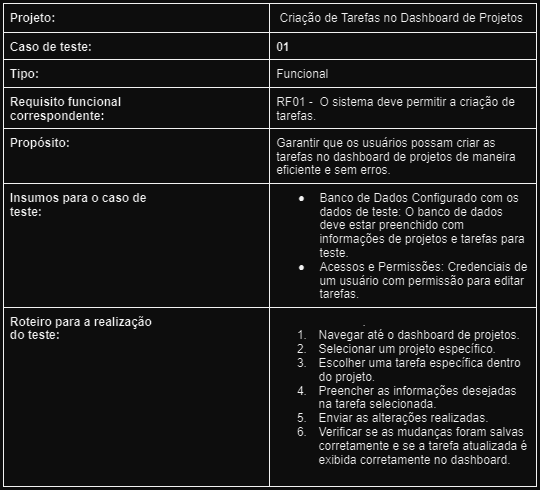 Projeto: Criação de Tarefas no Dashboard de Projetos
Caso de teste: 01
Tipo: Funcional
Requisito funcional
correspondente:
RF01 -  O sistema deve permitir a criação de
tarefas.
Propósito:
Garantir que os usuários possam criar as
tarefas no dashboard de projetos de maneira
eficiente e sem erros.
Insumos para o caso de
teste:
● Banco de Dados Configurado com os
dados de teste: O banco de dados
deve estar preenchido com
informações de projetos e tarefas para
teste.
● Acessos e Permissões: Credenciais de
um usuário com permissão para editar
tarefas.
Roteiro para a realização
do teste:
.
1. Navegar até o dashboard de projetos.
2. Selecionar um projeto específico.
3. Escolher uma tarefa específica dentro
do projeto.
4. Preencher as informações desejadas
na tarefa selecionada.
5. Enviar as alterações realizadas.
6. Verificar se as mudanças foram salvas
corretamente e se a tarefa atualizada é
exibida corretamente no dashboard.